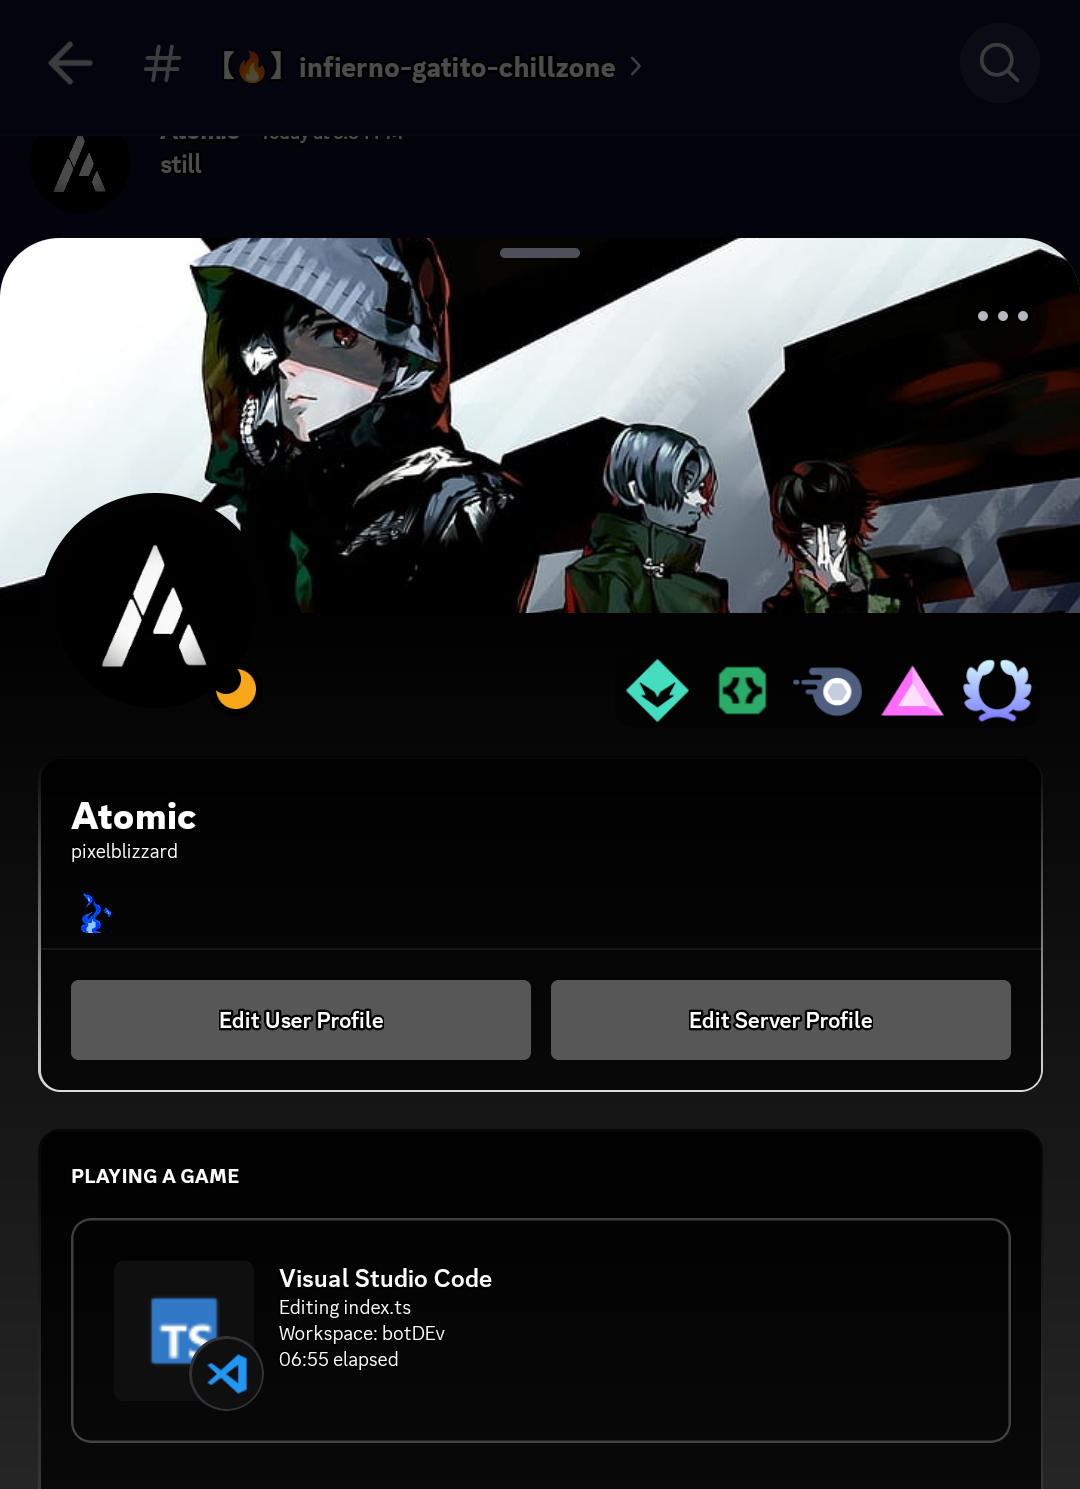 【🔥】 infierno-gatito-chillzone
Atomic
still
Atomic
pixelblizzard
Edit User Profile
Edit Server Profile
PLAYING A GAME
TS
Visual Studio Code
Editing index.ts
Workspace: botDEv
06:55 elapsed